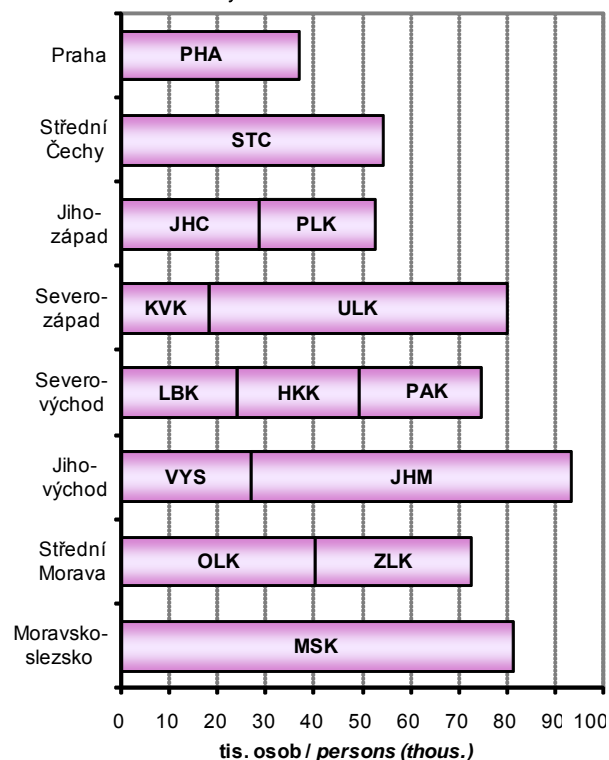 Praha
PHA
Střední
Čechy
STC
Jiho-
západ
JHC PLK
Severo-
západ
KVK ULK
Severo-
východ
LBK HKK PAK
Jiho-
východ
VYS JHM
Střední
Morava
OLK ZLK
Moravsko-
slezsko
MSK
0 10 20 30 40 50 60 70 80 90 100
tis. osob / persons (thous.)